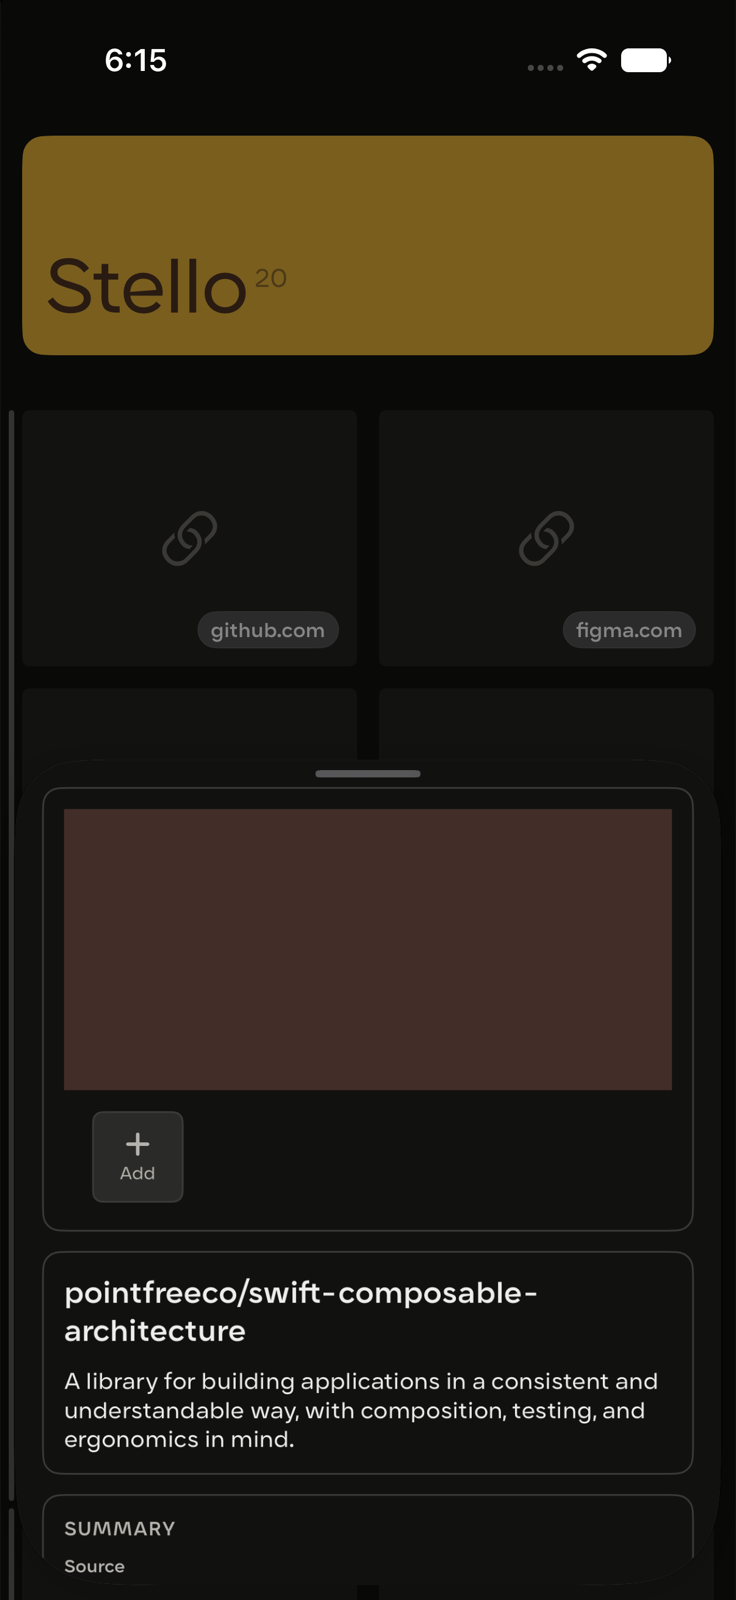 6:15
Stello 20
github.com
figma.com
Add
pointfreeco/swift-composable-
architecture
A library for building applications in a consistent and
understandable way, with composition, testing, and
ergonomics in mind.
SUMMARY
Source